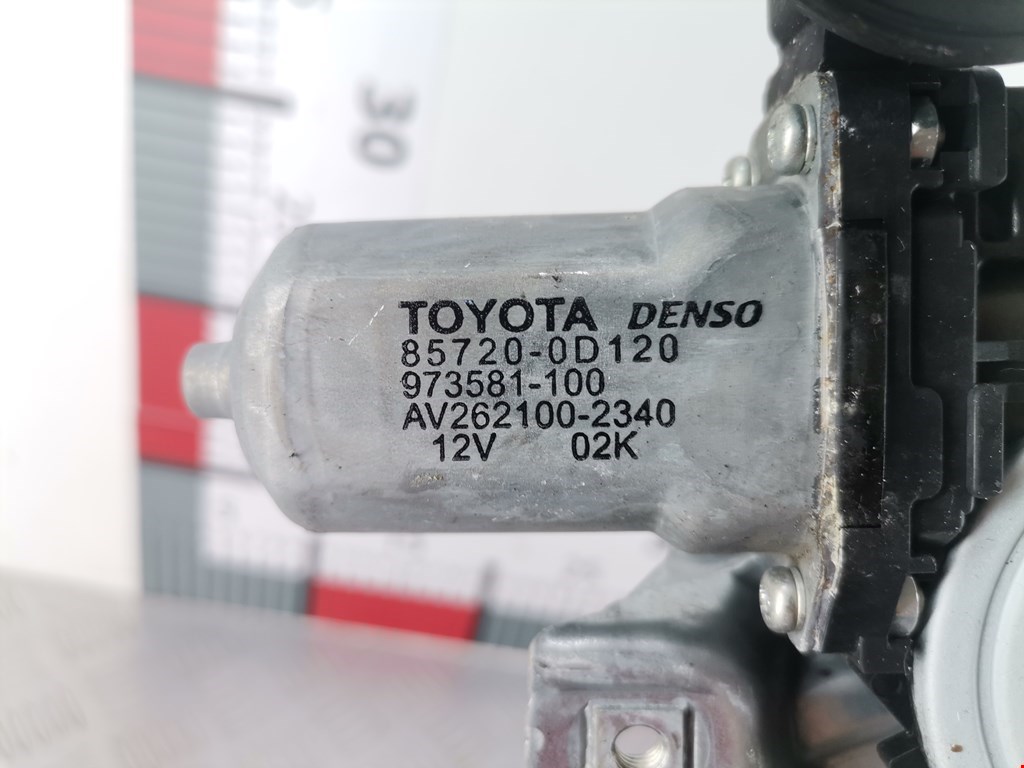 30
TOYOTA DENSO
85720-0D120
973581-100
AV262100-2340
12V 02K